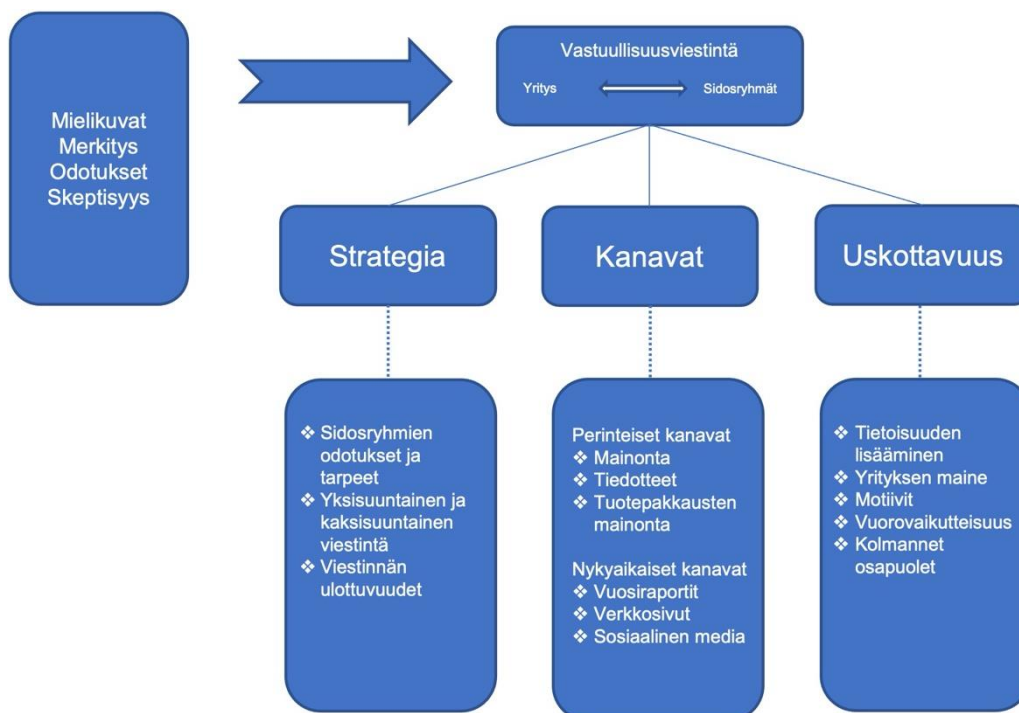 Mielikuvat
Merkitys
Odotukset
Skeptisyys
Vastuullisuusviestintä
Yritys
Sidosryhmät
Strategia
Kanavat
Uskottavuus
❖ Sidosryhmien
odotukset ja
tarpeet
❖ Yksisuuntainen ja
kaksisuuntainen
viestintä
❖ Viestinnän
ulottuvuudet
Perinteiset kanavat
❖ Mainonta
❖ Tiedotteet
❖ Tuotepakkausten
mainonta
Nykyaikaiset kanavat
❖ Vuosiraportit
❖ Verkkosivut
❖ Sosiaalinen media
❖ Tietoisuuden
lisääminen
❖ Yrityksen maine
❖ Motiivit
❖ Vuorovaikutteisuus
❖ Kolmannet
osapuolet